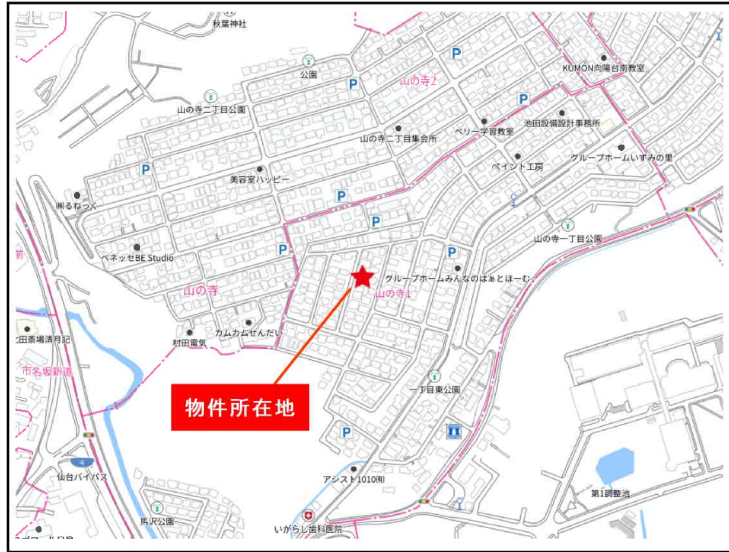 秋葉神社
公園
山の寺2
KUMON向陽台南教室
山の寺二丁目公園
P
P
P
山の寺二丁目集会所
ベリー学習教室
池田設備設計事務所
美容室ハッピー
ペイント工房
グループホームいずみの里
P
㈱るねっく
P
P
ベネッセBE Studio
山の寺一丁目公園
P
グループホームみんなのはぁとほーむ
山の寺
山の寺1
カムカムせんだい
村田電気
斎場清月記
市名坂新道
一丁目東公園
物件所在地
P
4
仙台バイパス
アシスト1010㈲
第1調整池
馬沢公園
いがらし歯科医院